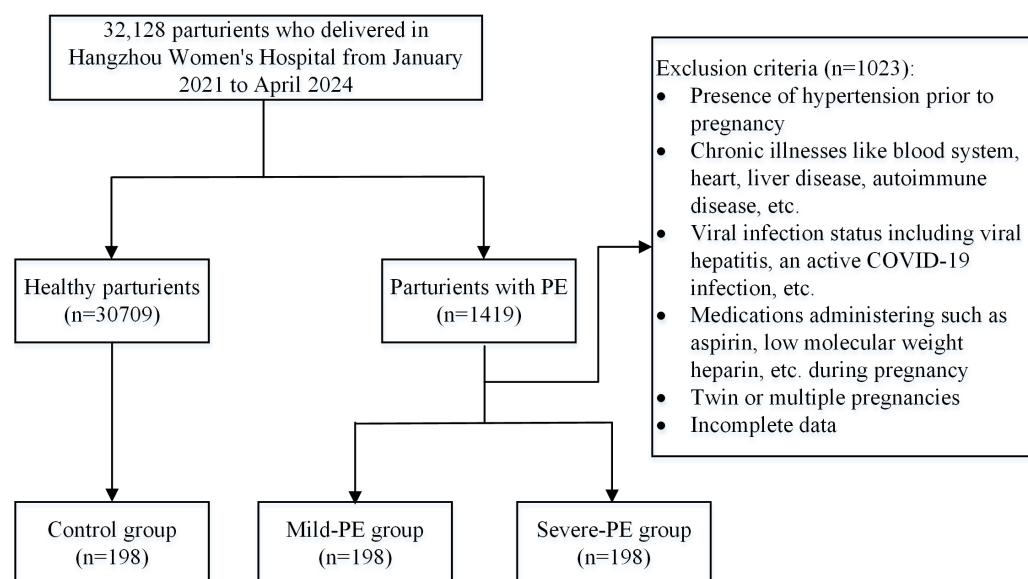 32,128 parturients who delivered in
Hangzhou Women's Hospital from January
2021 to April 2024
Exclusion criteria (n=1023):
• Presence of hypertension prior to
pregnancy
• Chronic illnesses like blood system,
heart, liver disease, autoimmune
disease, etc.
• Viral infection status including viral
hepatitis, an active COVID-19
infection, etc.
• Medications administering such as
aspirin, low molecular weight
heparin, etc. during pregnancy
• Twin or multiple pregnancies
• Incomplete data
Healthy parturients
(n=30709)
Parturients with PE
(n=1419)
Control group
(n=198)
Mild-PE group
(n=198)
Severe-PE group
(n=198)